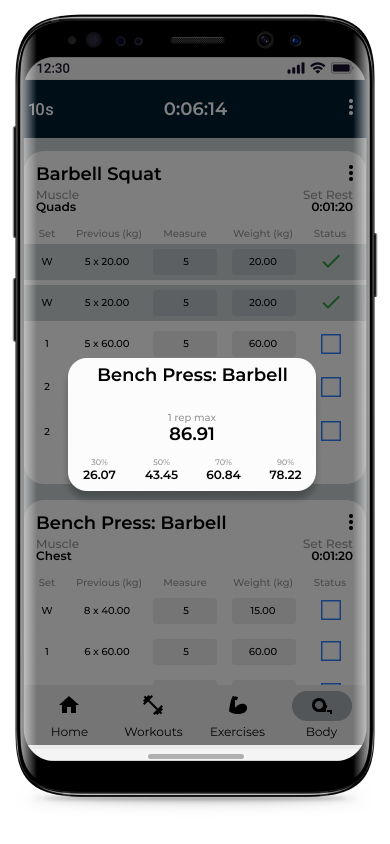 12:30
10s 0:06:14
Barbell Squat
Muscle Set Rest
Quads 0:01:20
Set Previous (kg) Measure Weight (kg) Status
W 5 x 20.00 5 20.00
W 5 x 20.00 5 20.00
1 5 x 60.00 5 60.00
2
2
Bench Press: Barbell
1 rep max
86.91
30% 50% 70% 90%
26.07 43.45 60.84 78.22
Bench Press: Barbell
Muscle Set Rest
Chest 0:01:20
Set Previous (kg) Measure Weight (kg) Status
W 8 x 40.00 5 15.00
1 6 x 60.00 5 60.00
Home Workouts Exercises Body